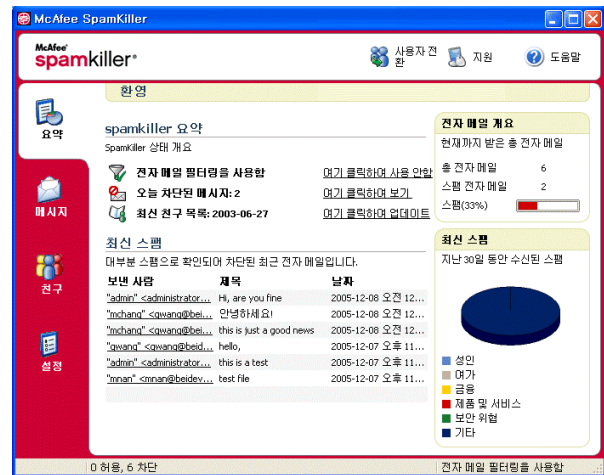 McAfee SpamKiller
McAfee®
spamkiller®
사용자 전환
지원
도움말
요약
메시지
친구
설정
환영
spamkiller 요약
SpamKiller 상태 개요
전자 메일 필터링을 사용함 여기 클릭하여 사용 안함
오늘 차단된 메시지: 2 여기 클릭하여 보기
최신 친구 목록: 2003-06-27 여기 클릭하여 업데이트
최신 스팸
대부분 스팸으로 확인되어 차단된 최근 전자 메일입니다.
보낸 사람 제목 날짜
"admin" <administrator... Hi, are you fine 2005-12-08 오전 12...
"mchang" <qwang@bei... 안녕하세요! 2005-12-08 오전 12...
"mchang" <qwang@bei... this is just a good news 2005-12-08 오전 12...
"qwang" <qwang@beid... hello, 2005-12-07 오후 11...
"admin" <administrator... this is a test 2005-12-07 오후 11...
"mnan" <mnan@beidev... test file 2005-12-07 오후 11...
전자 메일 개요
현재까지 받은 총 전자 메일
총 전자 메일 6
스팸 전자 메일 2
스팸(33%)
최신 스팸
지난 30일 동안 수신된 스팸
성인
여가
금융
제품 및 서비스
보안 위협
기타
0 허용, 6 차단
전자 메일 필터링을 사용함